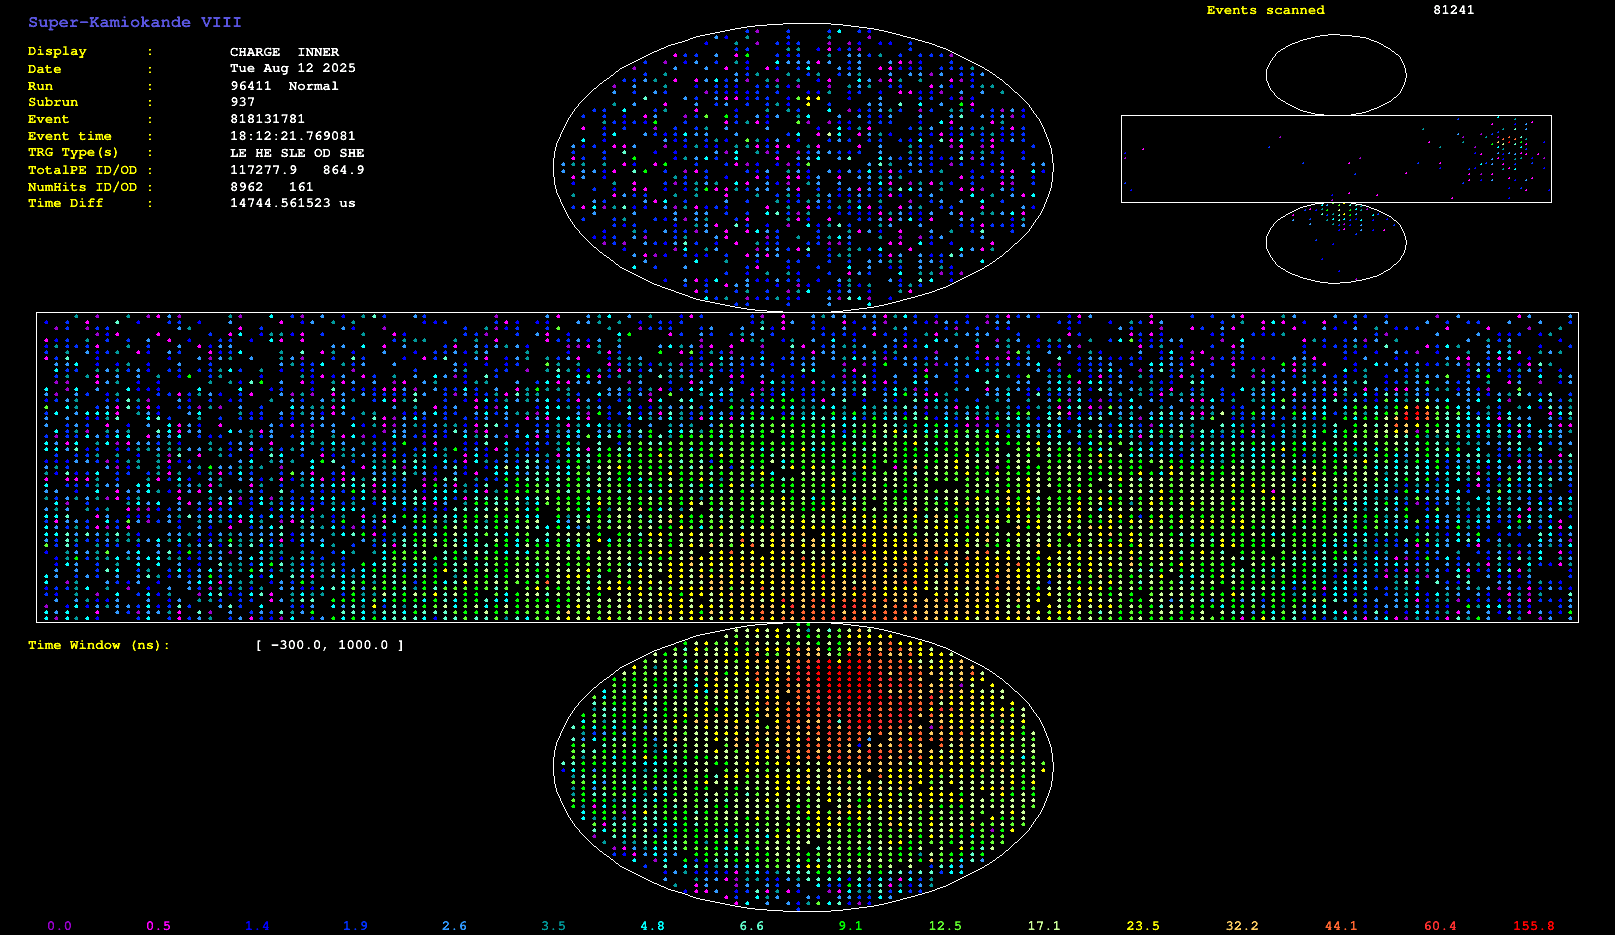 Super-Kamiokande VIII
Events scanned 81241
Display : CHARGE INNER
Date : Tue Aug 12 2025
Run : 96411 Normal
Subrun : 937
Event : 818131781
Event time : 18:12:21.769081
TRG Type(s) : LE HE SLE OD SHE
TotalPE ID/OD : 117277.9 864.9
NumHits ID/OD : 8962 161
Time Diff : 14744.561523 us
Time Window (ns): [ -300.0, 1000.0 ]
0.0 0.5 1.4 1.9 2.6 3.5 4.8 6.6 9.1 12.5 17.1 23.5 32.2 44.1 60.4 155.8